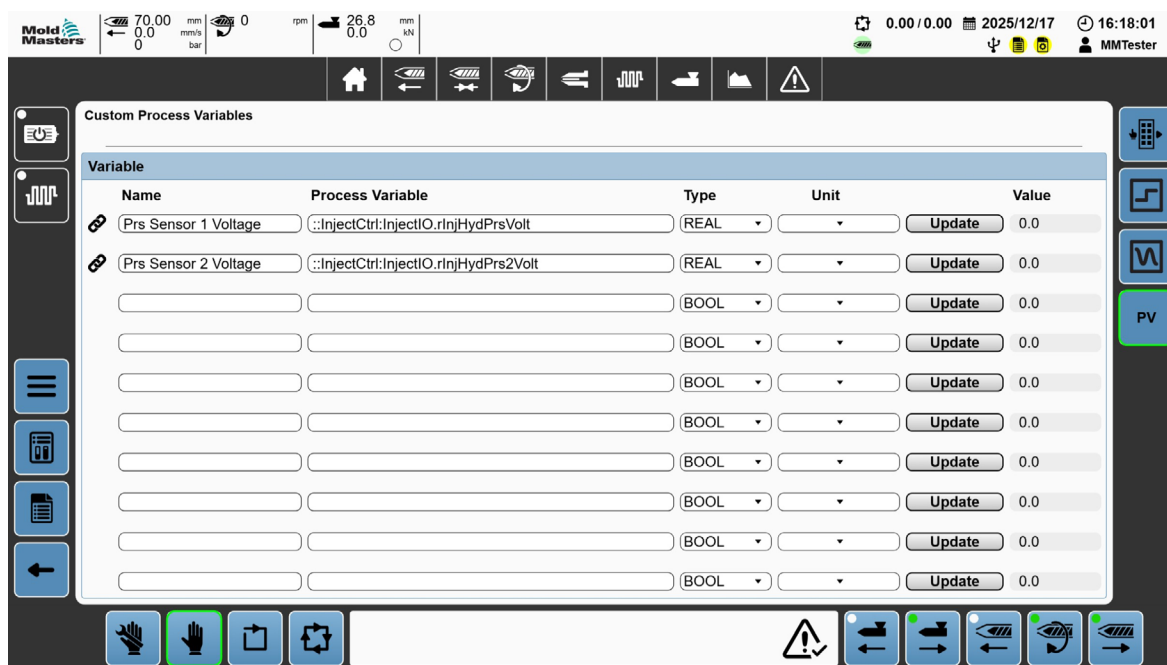 Mold Masters
70.00 mm 0 rpm 26.8 mm 0.00 / 0.00 2025/12/17 16:18:01
0.0 mm/s 0.0 kN MMTester
0 bar
Custom Process Variables
Variable
Name Process Variable Type Unit Value
Prs Sensor 1 Voltage ::InjectCtrl:InjectIO.rInjHydPrsVolt REAL Update 0.0
Prs Sensor 2 Voltage ::InjectCtrl:InjectIO.rInjHydPrs2Volt REAL Update 0.0
BOOL Update 0.0
BOOL Update 0.0
BOOL Update 0.0
BOOL Update 0.0
BOOL Update 0.0
BOOL Update 0.0
BOOL Update 0.0
BOOL Update 0.0
PV